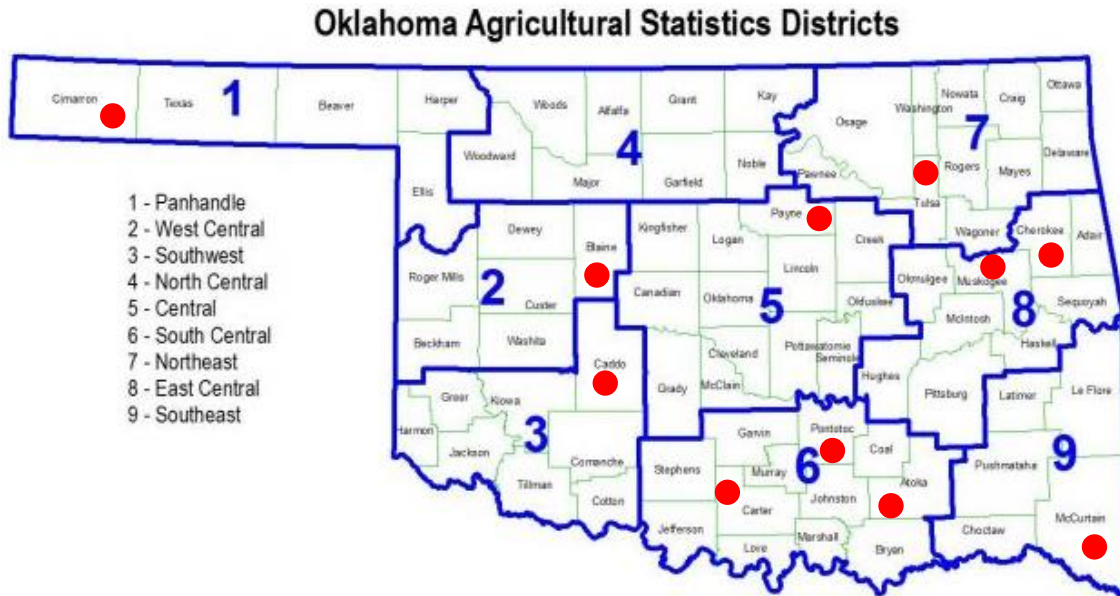 Oklahoma Agricultural Statistics Districts
Cimarron
Texas
1
Beaver
Harper
Woods
Alfalfa
Grant
Kay
Woodward
4
Major
Garfield
Noble
Ellis
Osage
Washington
Nowata
Craig
Ottawa
7
Pawnee
Rogers
Mayes
Delaware
Tulsa
Wagoner
1 - Panhandle
2 - West Central
3 - Southwest
4 - North Central
5 - Central
6 - South Central
7 - Northeast
8 - East Central
9 - Southeast
Dewey
Blaine
Roger Mills
2
Custer
Beckham
Washita
Kingfisher
Logan
Payne
Creek
Lincoln
Canadian
Oklahoma
5
Okfuskee
Cleveland
Pottawatomie
Seminole
Grady
McClain
Cherokee
Adair
Okmulgee
Muskogee
8
Sequoyah
McIntosh
Haskell
Hughes
Pittsburg
Caddo
Greer
Kiowa
Harmon
3
Jackson
Comanche
Tillman
Cotton
Garvin
Pontotoc
Stephens
Murray
6
Coal
Atoka
Carter
Johnston
Jefferson
Love
Marshall
Bryan
Latimer
Le Flore
9
Pushmataha
Choctaw
McCurtain